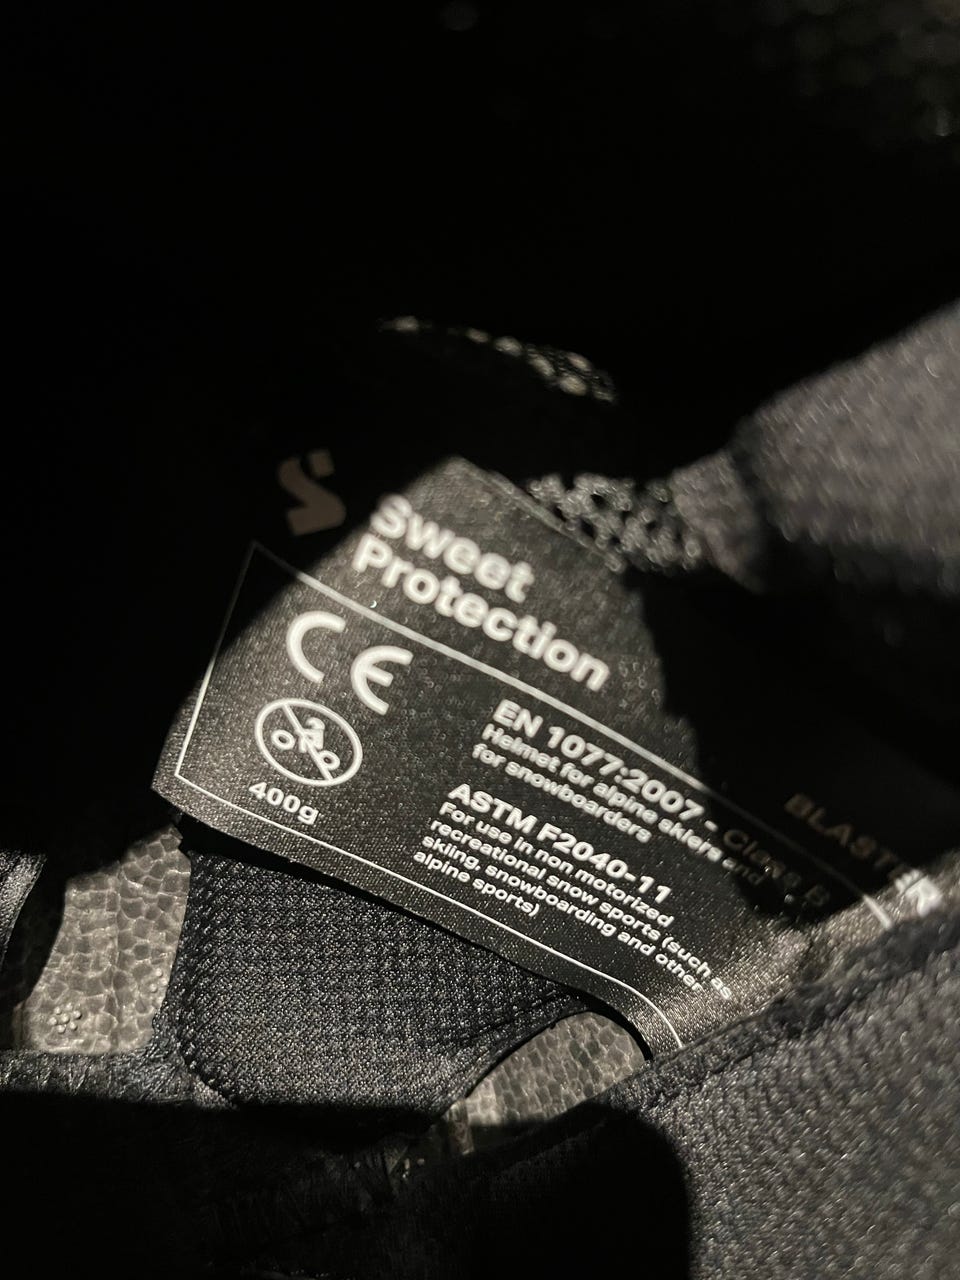 S
Sweet
Protection
BLASTER
CE
400g
EN 1077:2007 - Class B
Helmet for alpine skiers and
for snowboarders
ASTM F2040-11
For use in non motorized
recreational snow sports (such as
skiing, snowboarding and other
alpine sports)